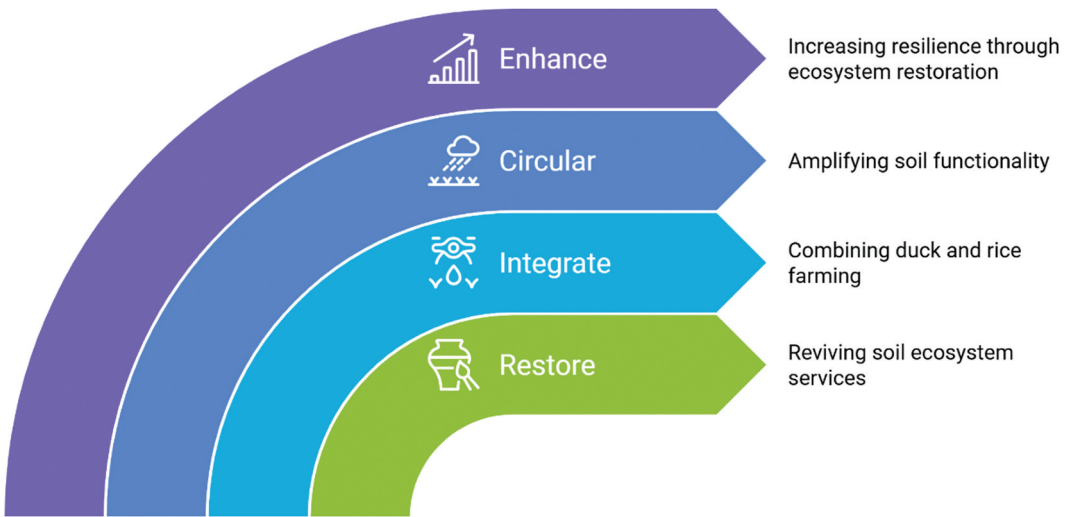 Enhance
Increasing resilience through
ecosystem restoration
Circular
Amplifying soil functionality
Integrate
Combining duck and rice
farming
Restore
Reviving soil ecosystem
services